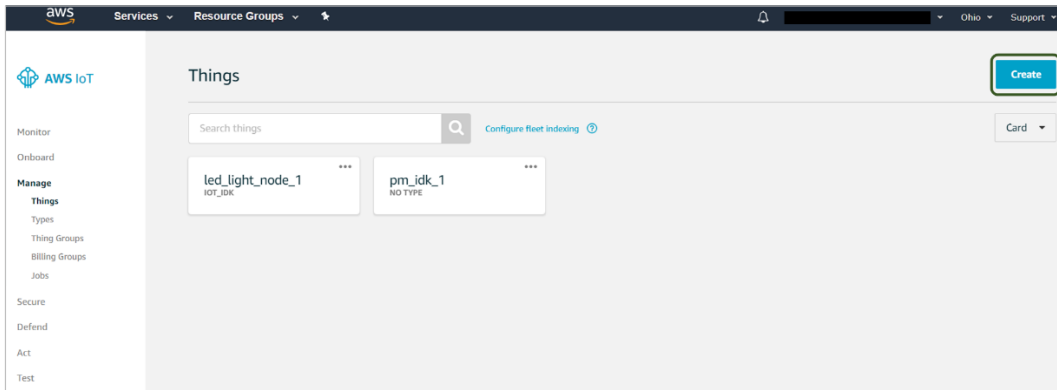 aws Services Resource Groups Ohio Support
AWS IoT
Things
Create
Search things
Configure fleet indexing ?
Card
Monitor
Onboard
Manage
Things
Types
Thing Groups
Billing Groups
Jobs
Secure
Defend
Act
Test
led_light_node_1
IOT_IDK
pm_idk_1
NO TYPE